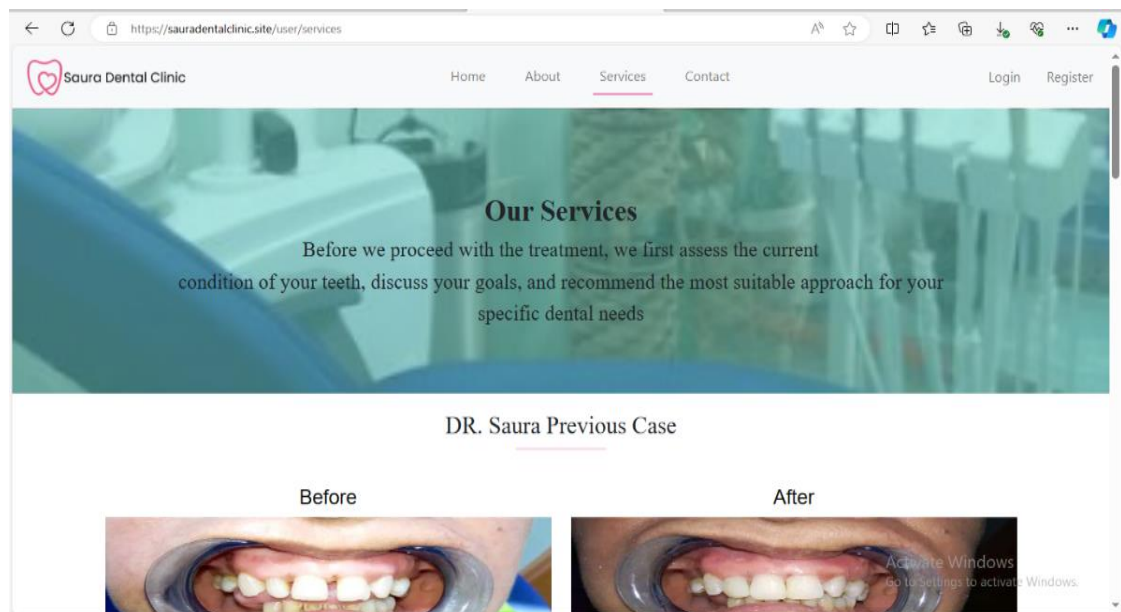 https://sauradentalclinic.site/user/services
Saura Dental Clinic
Home About Services Contact Login Register
Our Services
Before we proceed with the treatment, we first assess the current
condition of your teeth, discuss your goals, and recommend the most suitable approach for your
specific dental needs
DR. Saura Previous Case
Before After
Activate Windows
Go to Settings to activate Windows.